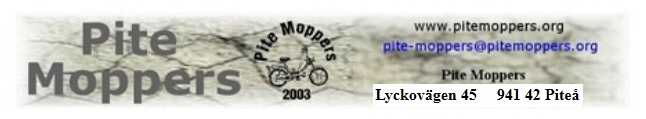 Pite
Moppers
Pite Moppers
2003
www.pitemoppers.org
pite-moppers@pitemoppers.org
Pite Moppers
Lyckovägen 45 941 42 Piteå